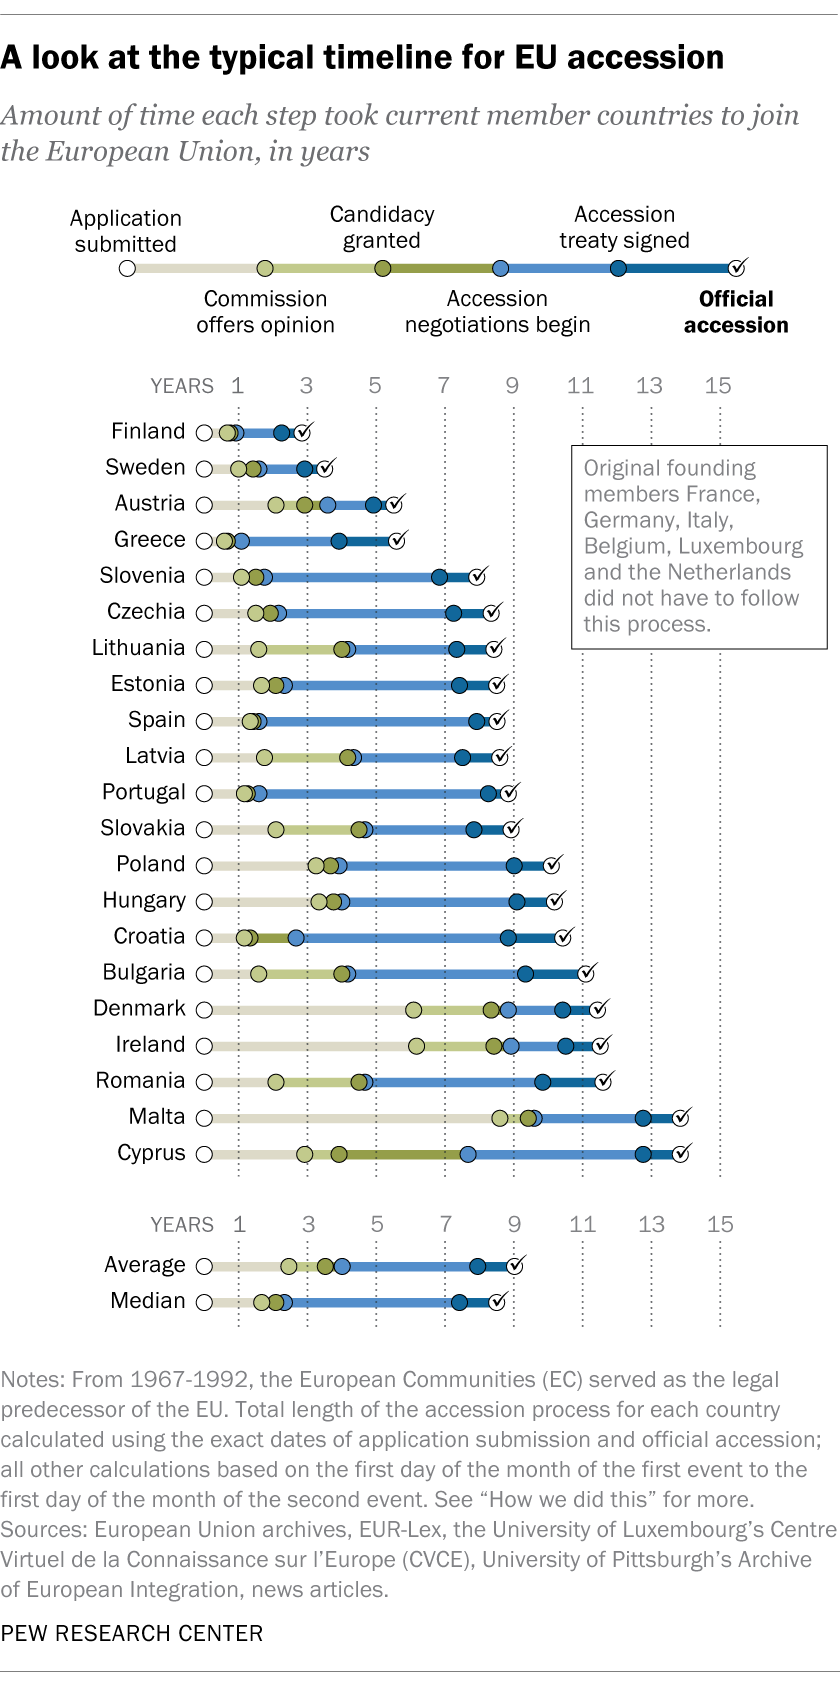 A look at the typical timeline for EU accession
Amount of time each step took current member countries to join
the European Union, in years
Application
submitted
Candidacy
granted
Accession
treaty signed
Commission
offers opinion
Accession
negotiations begin
Official
accession
YEARS 1 3 5 7 9 11 13 15
Finland
Sweden
Austria
Greece
Slovenia
Czechia
Lithuania
Estonia
Spain
Latvia
Portugal
Slovakia
Poland
Hungary
Croatia
Bulgaria
Denmark
Ireland
Romania
Malta
Cyprus
Original founding
members France,
Germany, Italy,
Belgium, Luxembourg
and the Netherlands
did not have to follow
this process.
YEARS 1 3 5 7 9 11 13 15
Average
Median
Notes: From 1967-1992, the European Communities (EC) served as the legal
predecessor of the EU. Total length of the accession process for each country
calculated using the exact dates of application submission and official accession;
all other calculations based on the first day of the month of the first event to the
first day of the month of the second event. See “How we did this” for more.
Sources: European Union archives, EUR-Lex, the University of Luxembourg’s Centre
Virtuel de la Connaissance sur l’Europe (CVCE), University of Pittsburgh’s Archive
of European Integration, news articles.
PEW RESEARCH CENTER